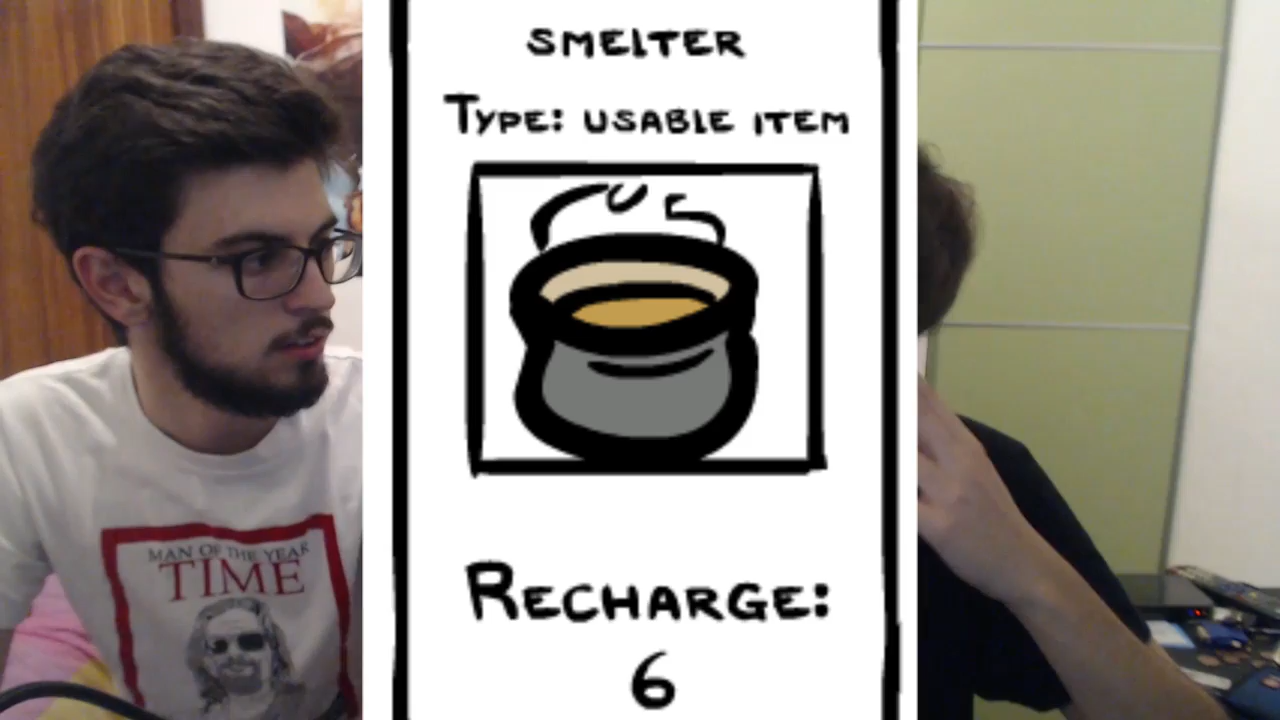 SMELTER
TYPE: USABLE ITEM
RECHARGE:
6
MAN OF THE YEAR
TIME